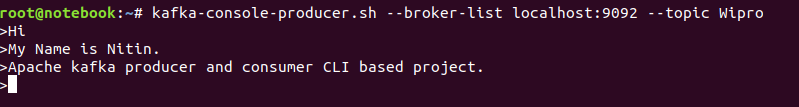 root@notebook:~# kafka-console-producer.sh --broker-list localhost:9092 --topic Wipro
>Hi
>My Name is Nitin.
>Apache kafka producer and consumer CLI based project.
>